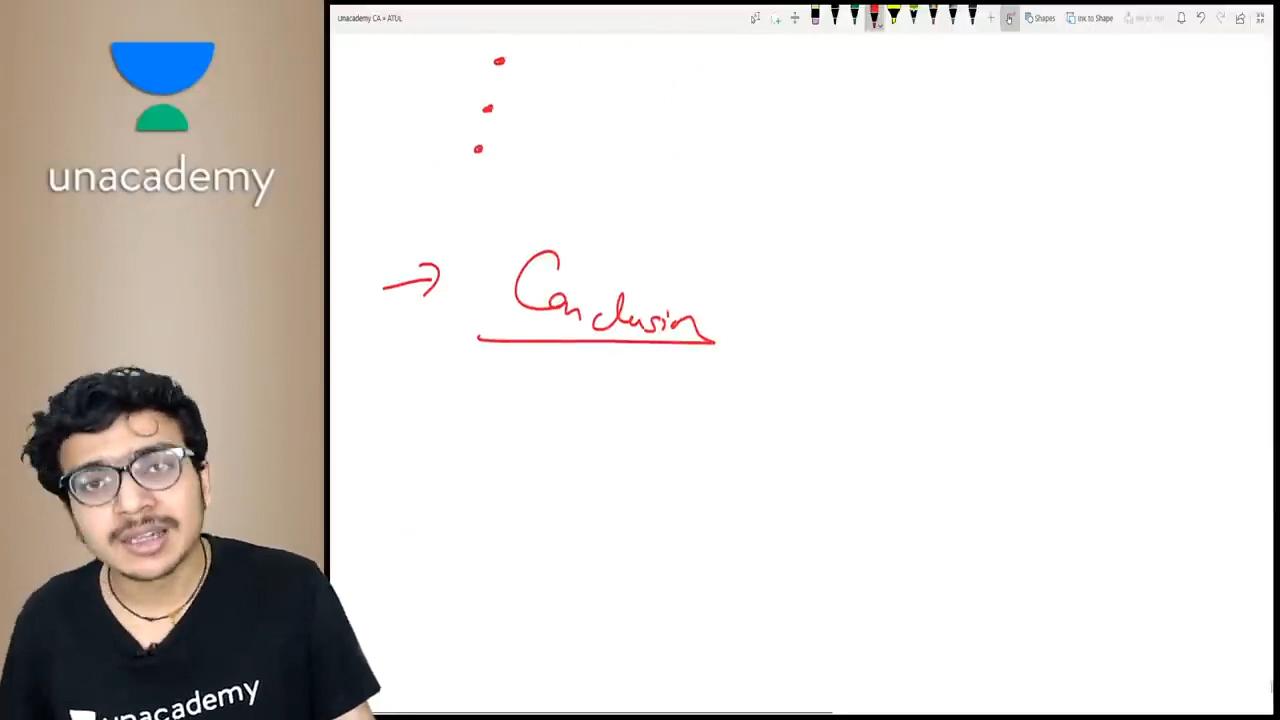 unacademy CA > ATUL
Shapes
Ink to Shape
unacademy
Conclusion
unacademy